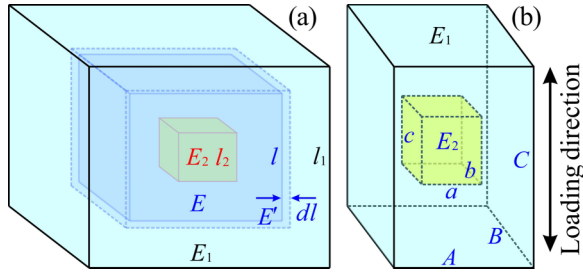 (a)
E₂ l₂
l
l₁
E
E'
dl
E₁
(b)
E₁
c
E₂
b
a
C
B
A
Loading direction